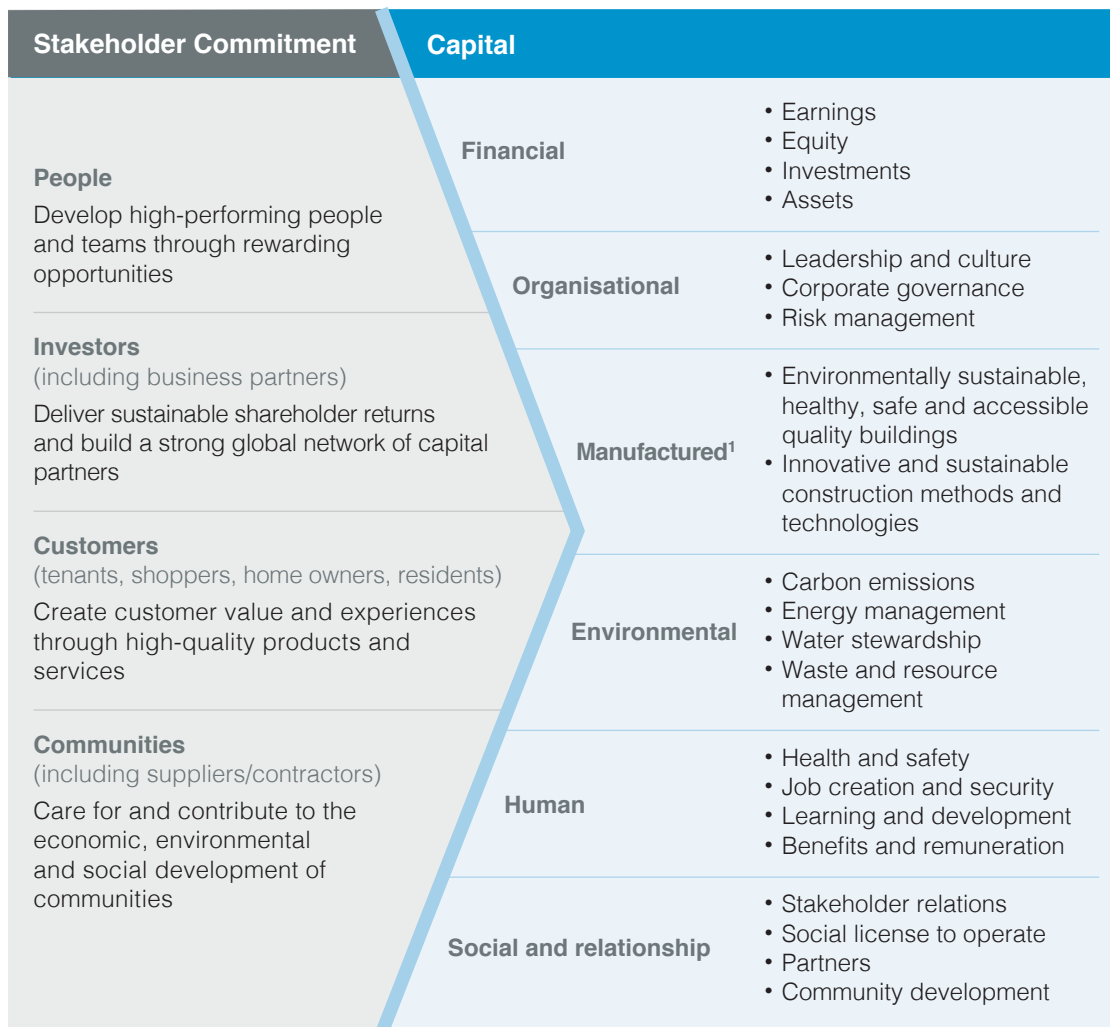 Stakeholder Commitment
People
Develop high-performing people
and teams through rewarding
opportunities
Investors
(including business partners)
Deliver sustainable shareholder returns
and build a strong global network of capital
partners
Customers
(tenants, shoppers, home owners, residents)
Create customer value and experiences
through high-quality products and
services
Communities
(including suppliers/contractors)
Care for and contribute to the
economic, environmental
and social development of
communities
Capital
Financial
• Earnings
• Equity
• Investments
• Assets
Organisational
• Leadership and culture
• Corporate governance
• Risk management
Manufactured¹
• Environmentally sustainable,
healthy, safe and accessible
quality buildings
• Innovative and sustainable
construction methods and
technologies
Environmental
• Carbon emissions
• Energy management
• Water stewardship
• Waste and resource
management
Human
• Health and safety
• Job creation and security
• Learning and development
• Benefits and remuneration
Social and relationship
• Stakeholder relations
• Social license to operate
• Partners
• Community development